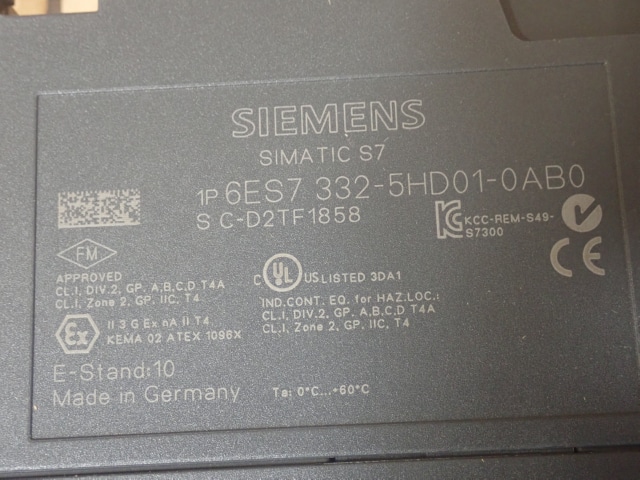 SIEMENS
SIMATIC S7
1P 6ES7 332-5HD01-0AB0
S C-D2TF1858
KCC-REM-S49-
S7300
FM
APPROVED
CL.I, DIV.2, GP. A,B,C,D T4A
CL.I, Zone 2, GP. IIC, T4
C UL US LISTED 3DA1
IND.CONT. EQ. for HAZ.LOC.:
CL.I, DIV.2, GP. A,B,C,D T4A
CL.I, Zone 2, GP. IIC, T4
CE
Ex II 3 G Ex nA II T4
KEMA 02 ATEX 1096X
E-Stand:10
Made in Germany
Ta: 0°C...+60°C